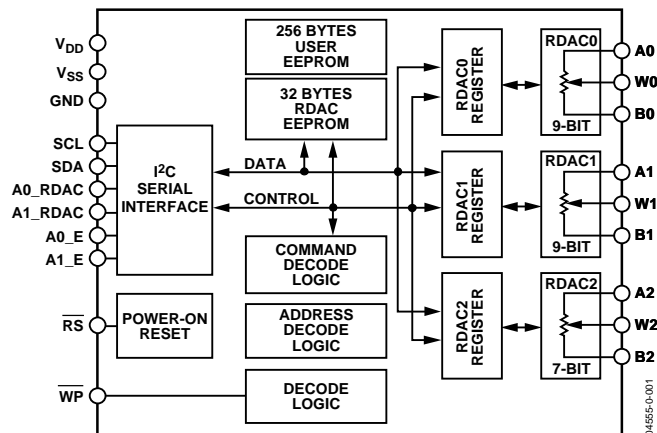 VDD
VSS
GND
SCL
SDA
A0_RDAC
A1_RDAC
A0_E
A1_E
RS
WP
I2C
SERIAL
INTERFACE
POWER-ON
RESET
256 BYTES
USER
EEPROM
32 BYTES
RDAC
EEPROM
DATA
CONTROL
COMMAND
DECODE
LOGIC
ADDRESS
DECODE
LOGIC
DECODE
LOGIC
RDAC0
REGISTER
RDAC1
REGISTER
RDAC2
REGISTER
RDAC0
9-BIT
RDAC1
9-BIT
RDAC2
7-BIT
A0
W0
B0
A1
W1
B1
A2
W2
B2
04555-0-001